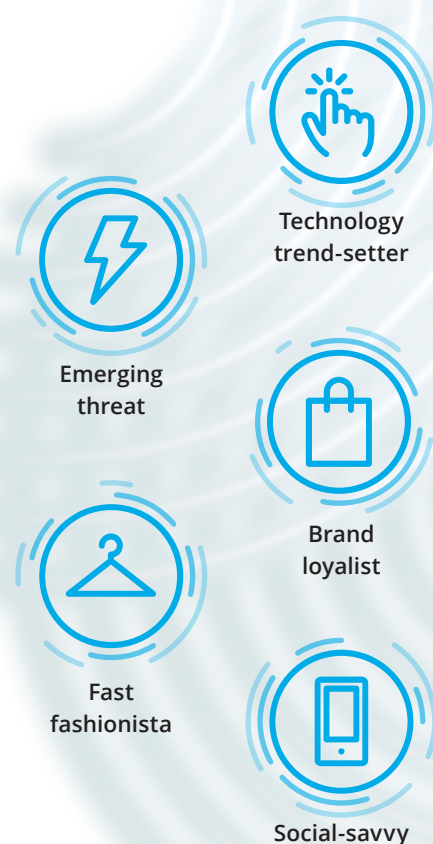 Technology
trend-setter
Emerging
threat
Brand
loyalist
Fast
fashionista
Social-savvy